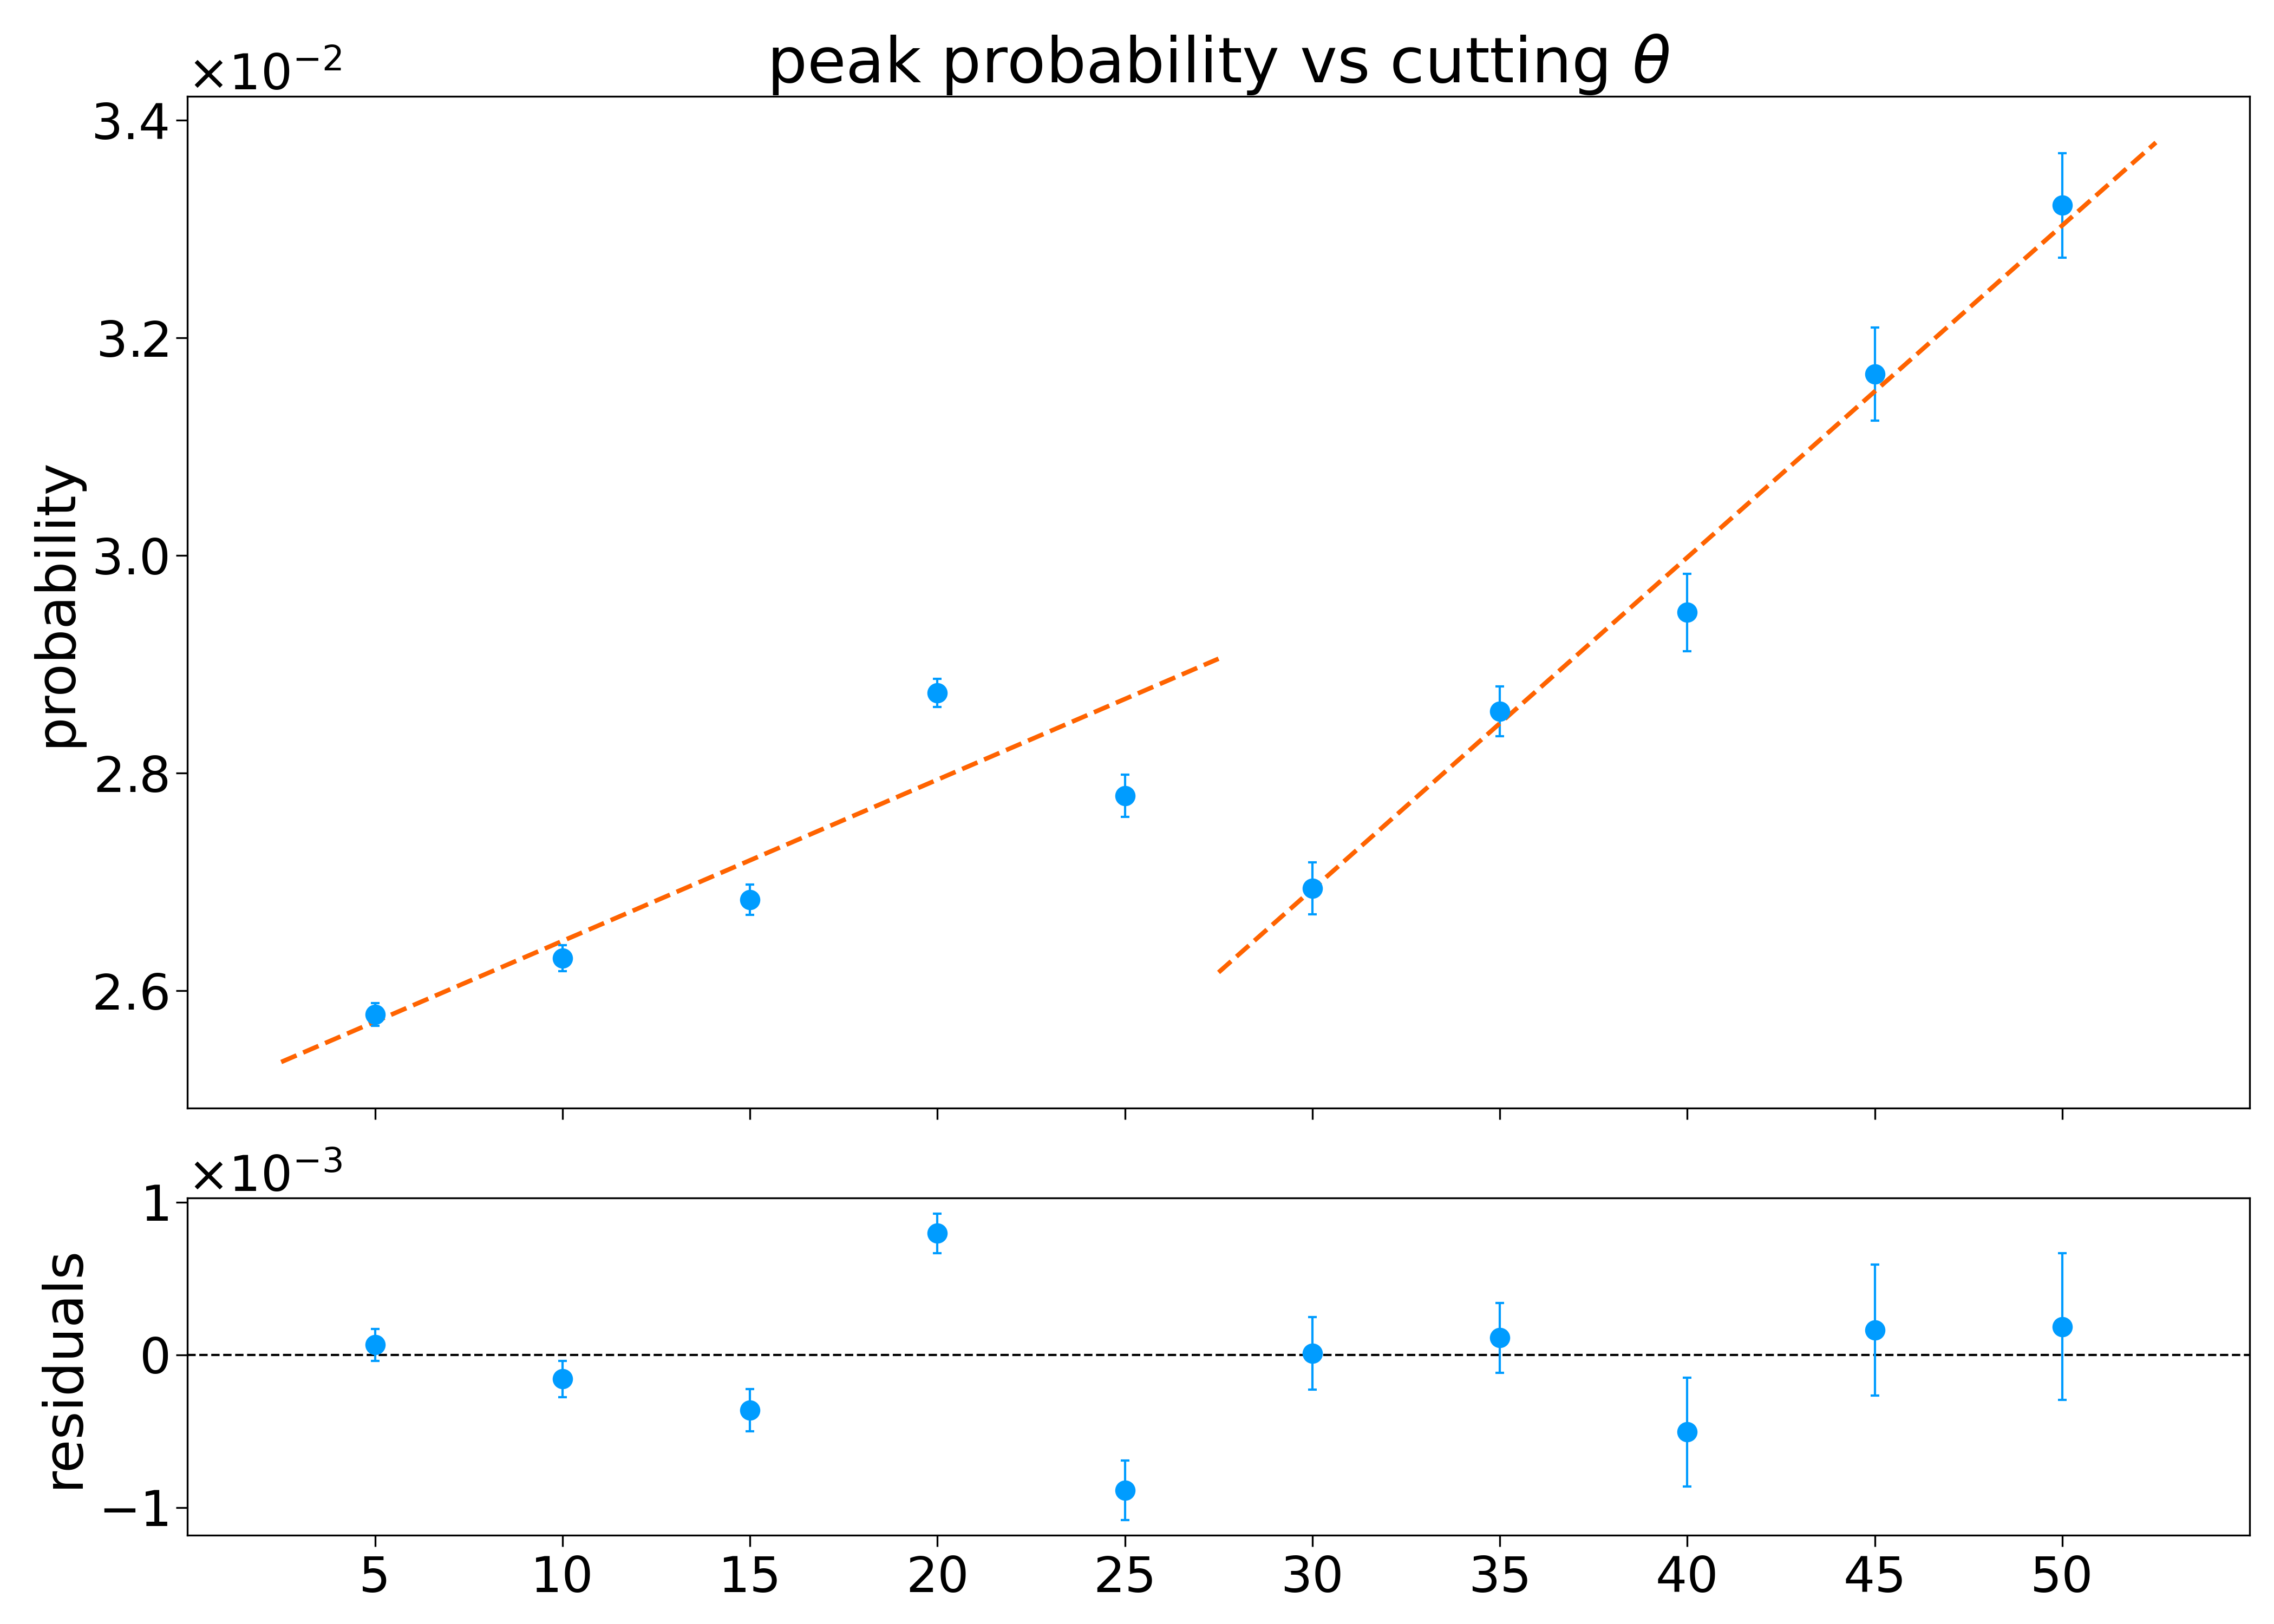 peak probability vs cutting θ
×10⁻²
3.4
3.2
3.0
2.8
2.6
probability
×10⁻³
1
0
−1
residuals
5 10 15 20 25 30 35 40 45 50